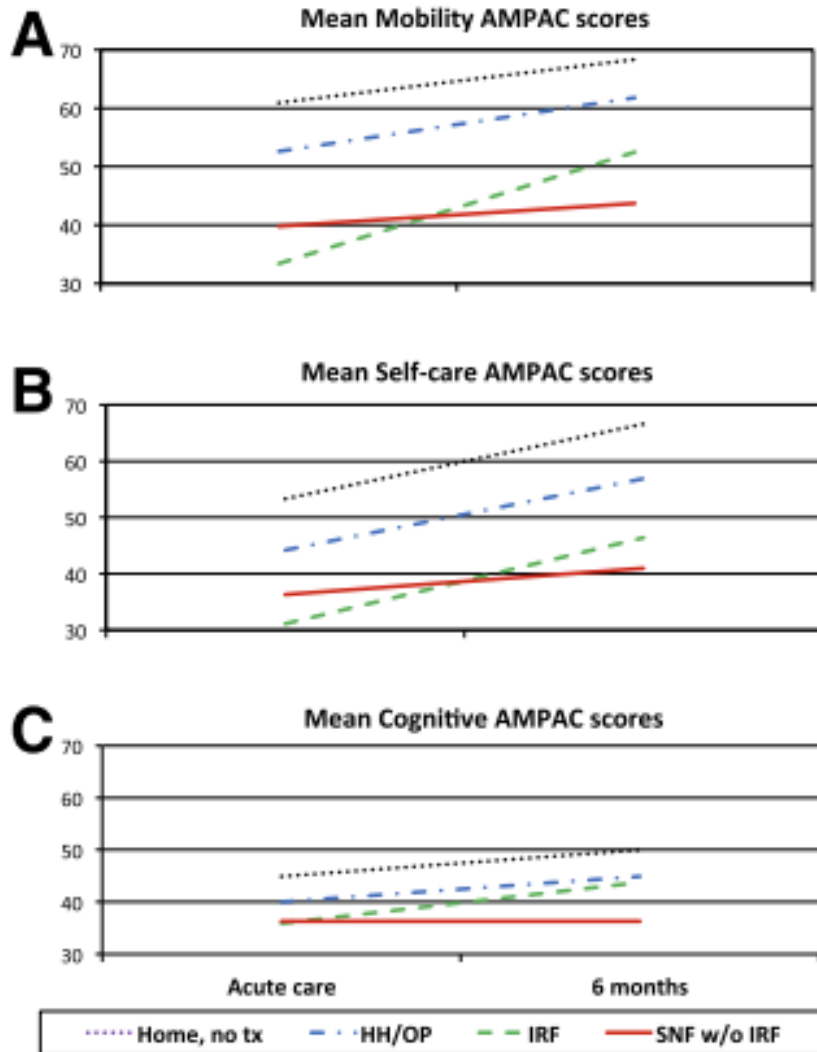 A
Mean Mobility AMPAC scores
70
60
50
40
30
B
Mean Self-care AMPAC scores
70
60
50
40
30
C
Mean Cognitive AMPAC scores
70
60
50
40
30
Acute care 6 months
Home, no tx HH/OP IRF SNF w/o IRF